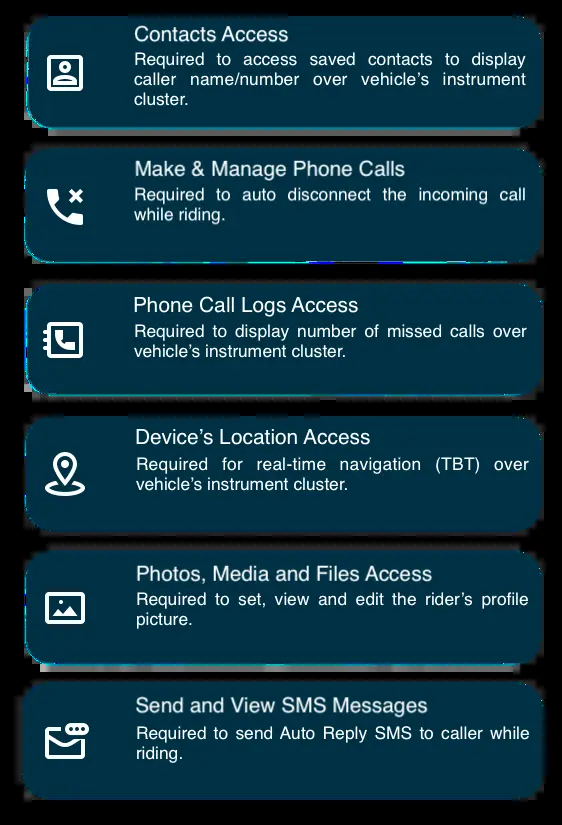 Contacts Access
Required to access saved contacts to display
caller name/number over vehicle's instrument
cluster.
Make & Manage Phone Calls
Required to auto disconnect the incoming call
while riding.
Phone Call Logs Access
Required to display number of missed calls over
vehicle's instrument cluster.
Device's Location Access
Required for real-time navigation (TBT) over
vehicle's instrument cluster.
Photos, Media and Files Access
Required to set, view and edit the rider's profile
picture.
Send and View SMS Messages
Required to send Auto Reply SMS to caller while
riding.